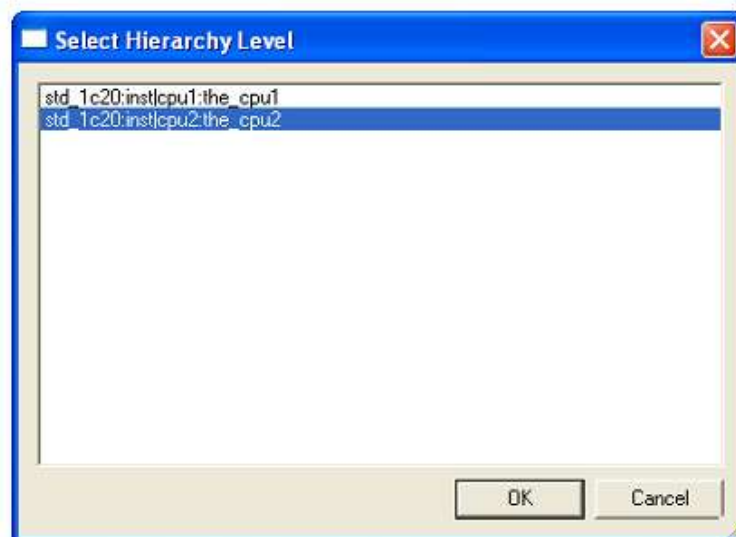 Select Hierarchy Level
std_1c20:inst|cpu1:the_cpu1
std_1c20:inst|cpu2:the_cpu2
OK
Cancel